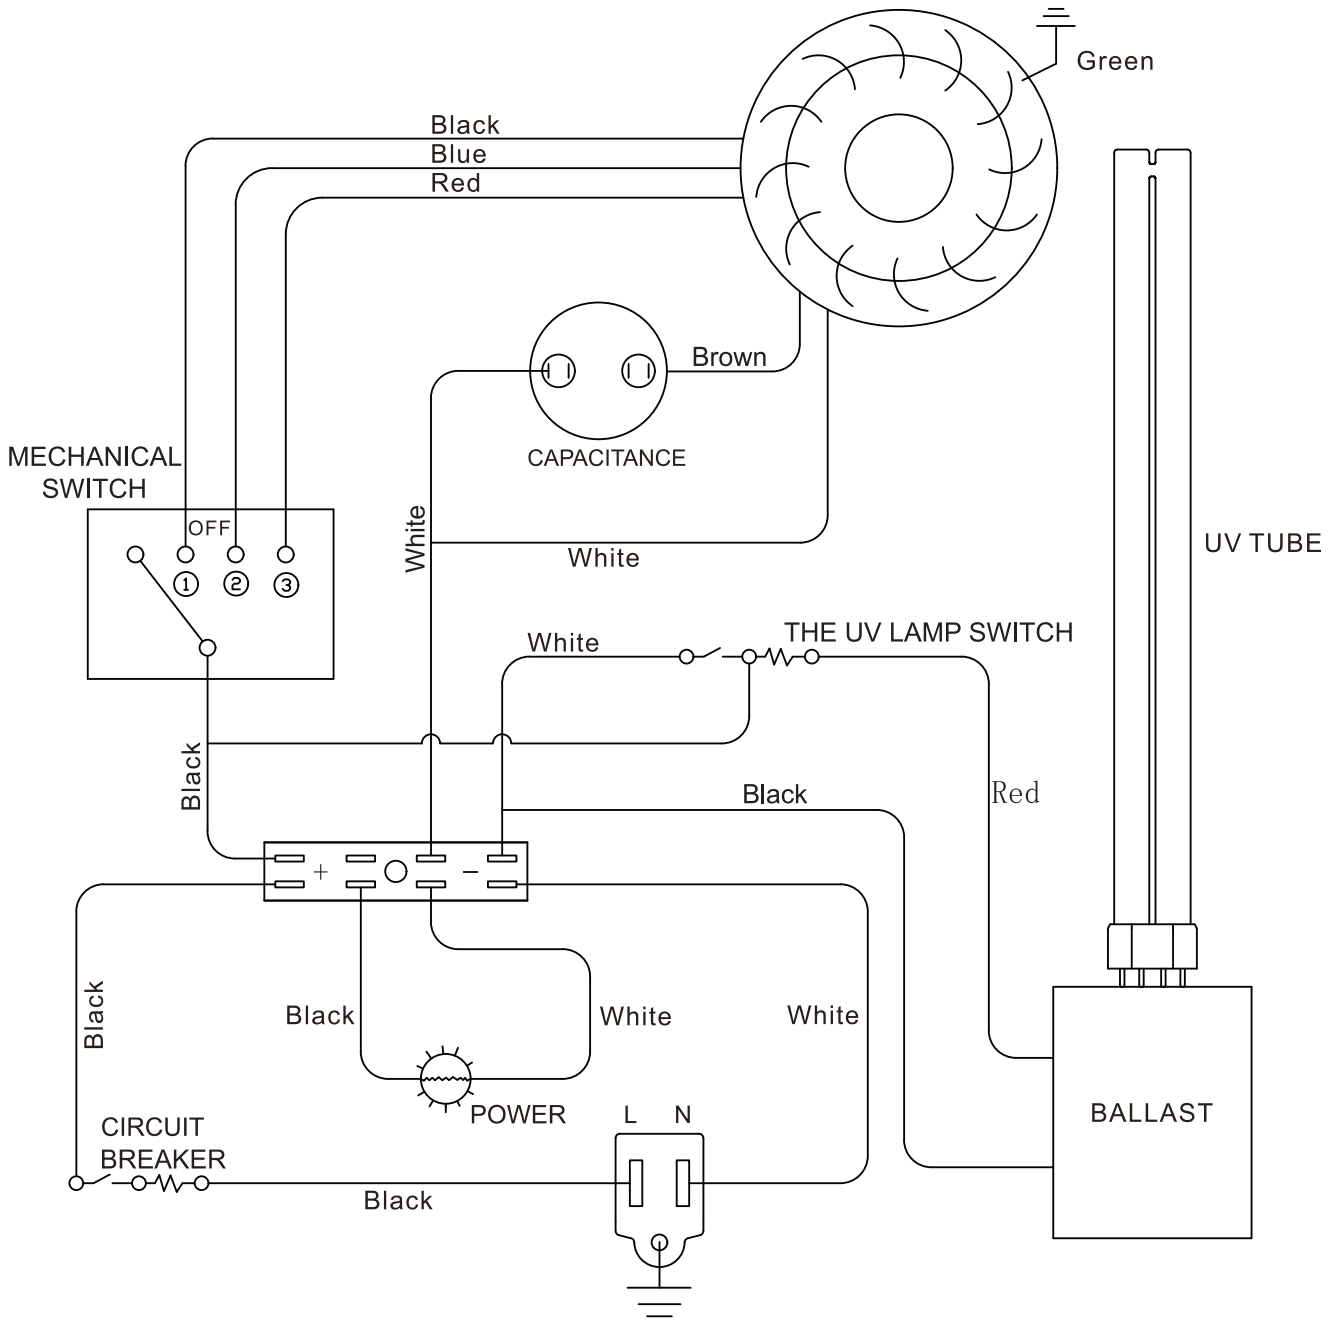 Green
Black
Blue
Red
Brown
MECHANICAL
SWITCH
CAPACITANCE
OFF
1 2 3
White
White
UV TUBE
THE UV LAMP SWITCH
White
Black
Black
Red
+ -
Black
Black
White
White
POWER
L N
BALLAST
CIRCUIT
BREAKER
Black